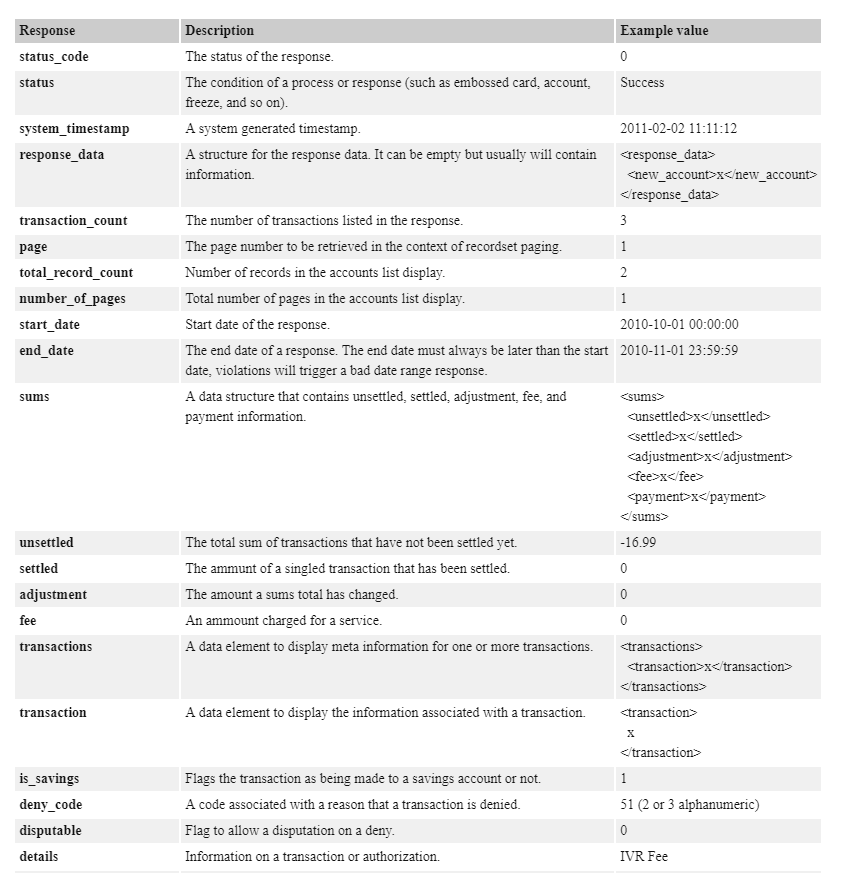 Response Description Example value
status_code The status of the response. 0
status The condition of a process or response (such as embossed card, account, Success
freeze, and so on).
system_timestamp A system generated timestamp. 2011-02-02 11:11:12
response_data A structure for the response data. It can be empty but usually will contain <response_data>
information. <new_account>x</new_account>
</response_data>
transaction_count The number of transactions listed in the response. 3
page The page number to be retrieved in the context of recordset paging. 1
total_record_count Number of records in the accounts list display. 2
number_of_pages Total number of pages in the accounts list display. 1
start_date Start date of the response. 2010-10-01 00:00:00
end_date The end date of a response. The end date must always be later than the start 2010-11-01 23:59:59
date, violations will trigger a bad date range response.
sums A data structure that contains unsettled, settled, adjustment, fee, and <sums>
payment information. <unsettled>x</unsettled>
<settled>x</settled>
<adjustment>x</adjustment>
<fee>x</fee>
<payment>x</payment>
</sums>
unsettled The total sum of transactions that have not been settled yet. -16.99
settled The ammunt of a singled transaction that has been settled. 0
adjustment The amount a sums total has changed. 0
fee An ammount charged for a service. 0
transactions A data element to display meta information for one or more transactions. <transactions>
<transaction>x</transaction>
</transactions>
transaction A data element to display the information associated with a transaction. <transaction>
x
</transaction>
is_savings Flags the transaction as being made to a savings account or not. 1
deny_code A code associated with a reason that a transaction is denied. 51 (2 or 3 alphanumeric)
disputable Flag to allow a disputation on a deny. 0
details Information on a transaction or authorization. IVR Fee